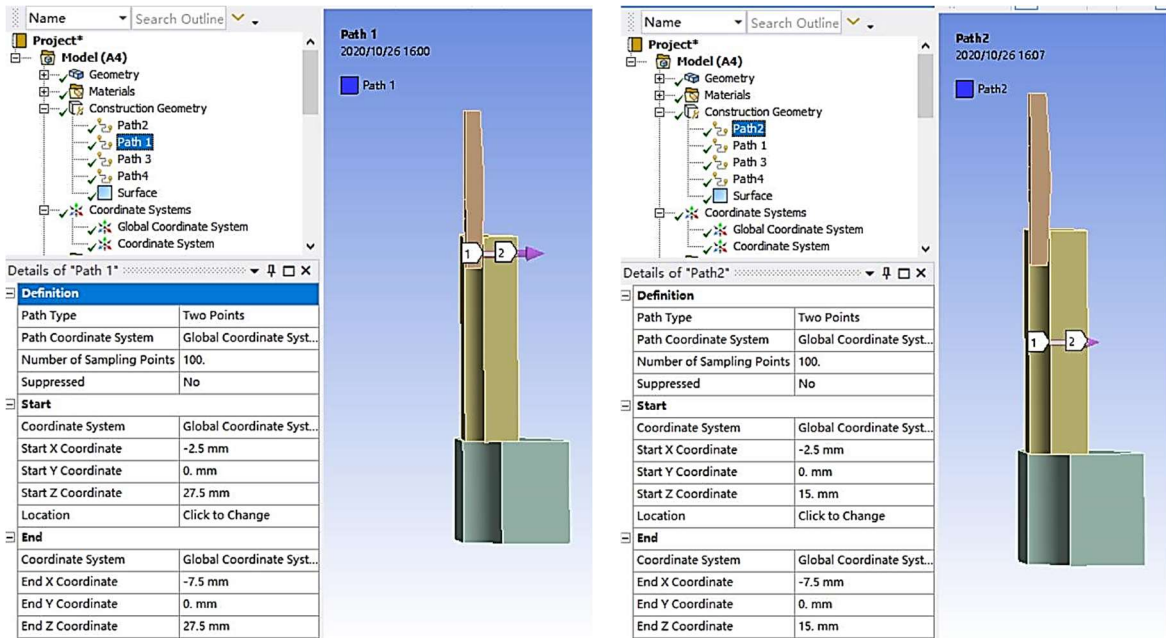 Name Search Outline
Project*
Model (A4)
Geometry
Materials
Construction Geometry
Path2
Path 1
Path 3
Path4
Surface
Coordinate Systems
Global Coordinate System
Coordinate System
Details of "Path 1"
Definition
Path Type Two Points
Path Coordinate System Global Coordinate Syst...
Number of Sampling Points 100.
Suppressed No
Start
Coordinate System Global Coordinate Syst...
Start X Coordinate -2.5 mm
Start Y Coordinate 0. mm
Start Z Coordinate 27.5 mm
Location Click to Change
End
Coordinate System Global Coordinate Syst...
End X Coordinate -7.5 mm
End Y Coordinate 0. mm
End Z Coordinate 27.5 mm
Path 1
2020/10/26 16:00
Path 1
1 2
Name Search Outline
Project*
Model (A4)
Geometry
Materials
Construction Geometry
Path2
Path 1
Path 3
Path4
Surface
Coordinate Systems
Global Coordinate System
Coordinate System
Details of "Path2"
Definition
Path Type Two Points
Path Coordinate System Global Coordinate Syst...
Number of Sampling Points 100.
Suppressed No
Start
Coordinate System Global Coordinate Syst...
Start X Coordinate -2.5 mm
Start Y Coordinate 0. mm
Start Z Coordinate 15. mm
Location Click to Change
End
Coordinate System Global Coordinate Syst...
End X Coordinate -7.5 mm
End Y Coordinate 0. mm
End Z Coordinate 15. mm
Path2
2020/10/26 16:07
Path2
1 2